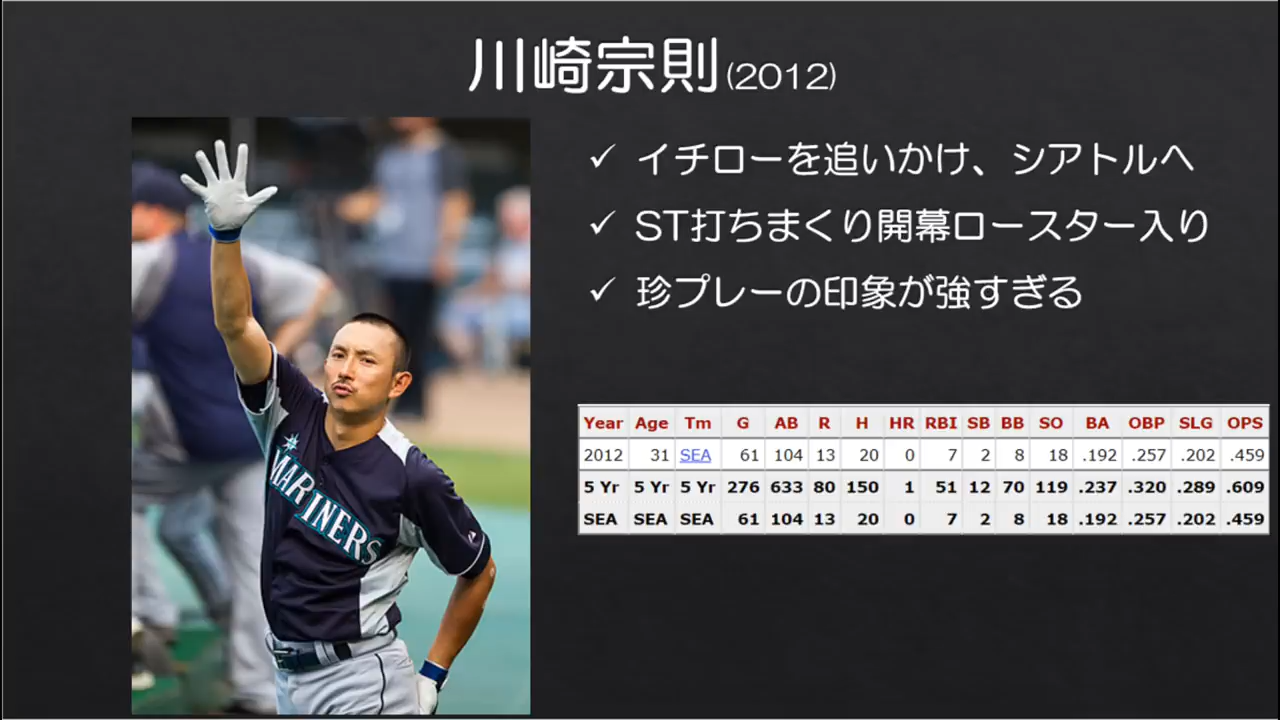 川崎宗則(2012)
✓ イチローを追いかけ、シアトルへ
✓ ST打ちまくり開幕ロースター入り
✓ 珍プレーの印象が強すぎる
MARINERS
Year Age Tm G AB R H HR RBI SB BB SO BA OBP SLG OPS
2012 31 SEA 61 104 13 20 0 7 2 8 18 .192 .257 .202 .459
5 Yr 5 Yr 5 Yr 276 633 80 150 1 51 12 70 119 .237 .320 .289 .609
SEA SEA SEA 61 104 13 20 0 7 2 8 18 .192 .257 .202 .459